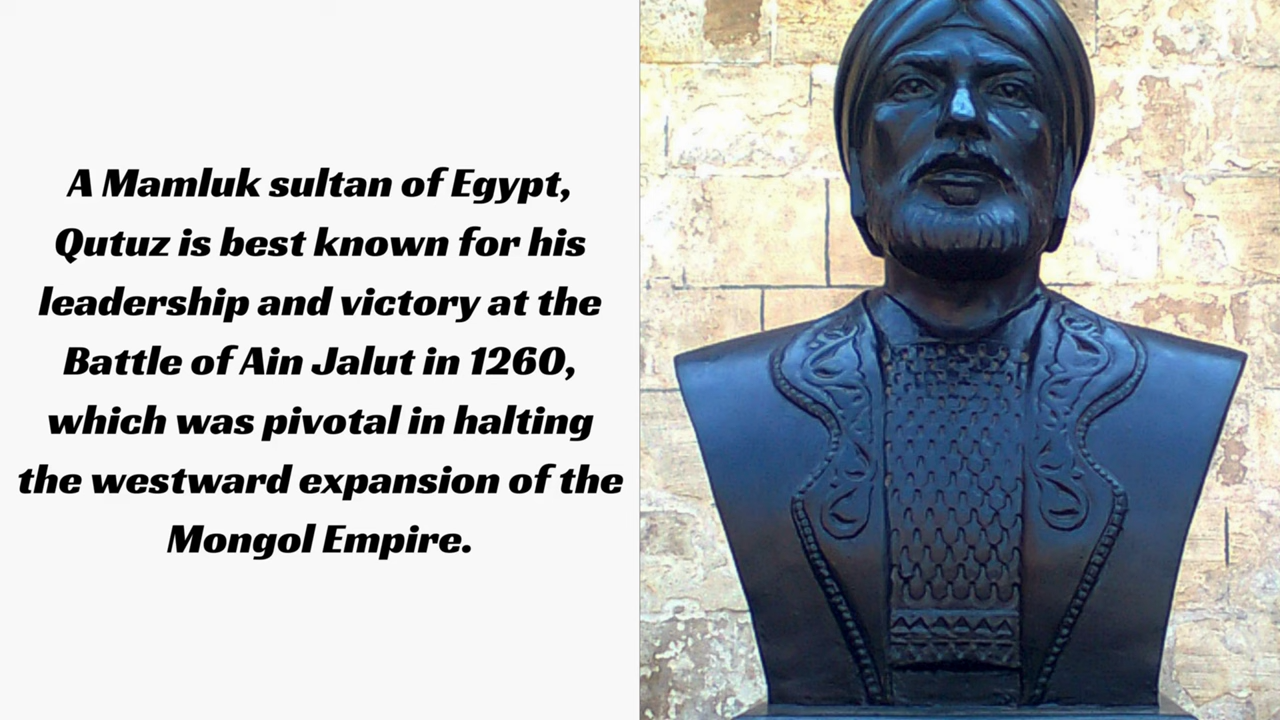 A Mamluk sultan of Egypt,
Qutuz is best known for his
leadership and victory at the
Battle of Ain Jalut in 1260,
which was pivotal in halting
the westward expansion of the
Mongol Empire.